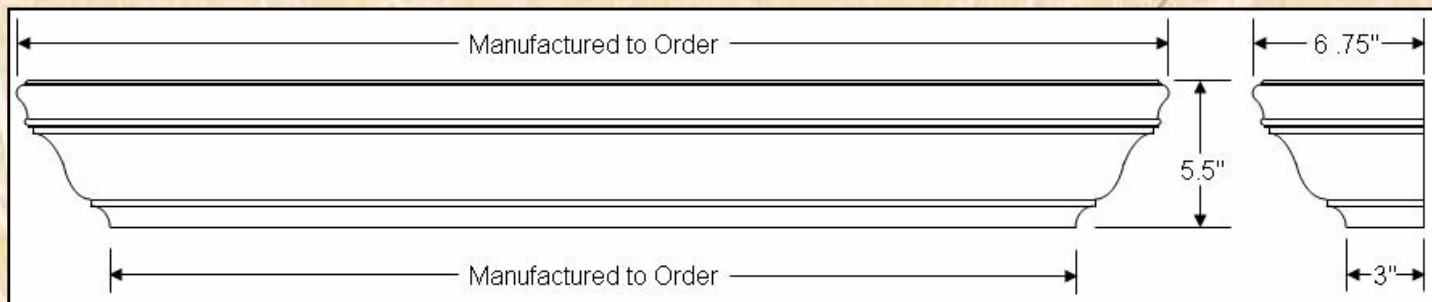 Manufactured to Order
6 .75"
5.5"
Manufactured to Order
3"